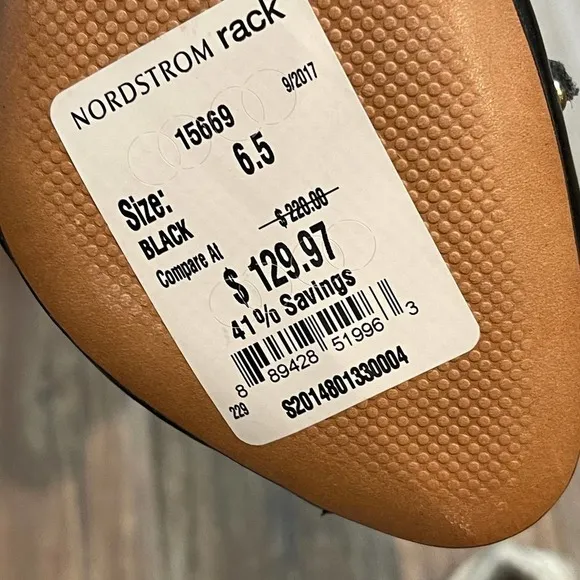 NORDSTROM rack
15669 9/2017
Size: 6.5
BLACK
Compare At $ 220.00
$ 129.97
41% Savings
8 89428 51996 3
229 S2014801330004